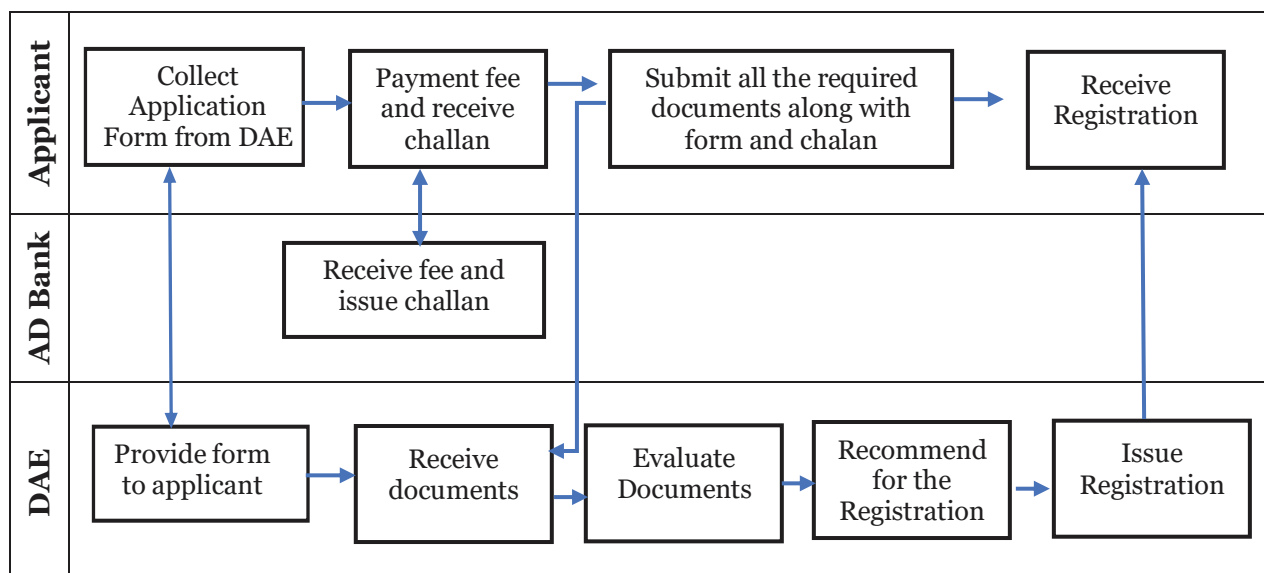 Applicant
Collect
Application
Form from DAE
Payment fee
and receive
challan
Submit all the required
documents along with
form and chalan
Receive
Registration
AD Bank
Receive fee and
issue challan
DAE
Provide form
to applicant
Receive
documents
Evaluate
Documents
Recommend
for the
Registration
Issue
Registration